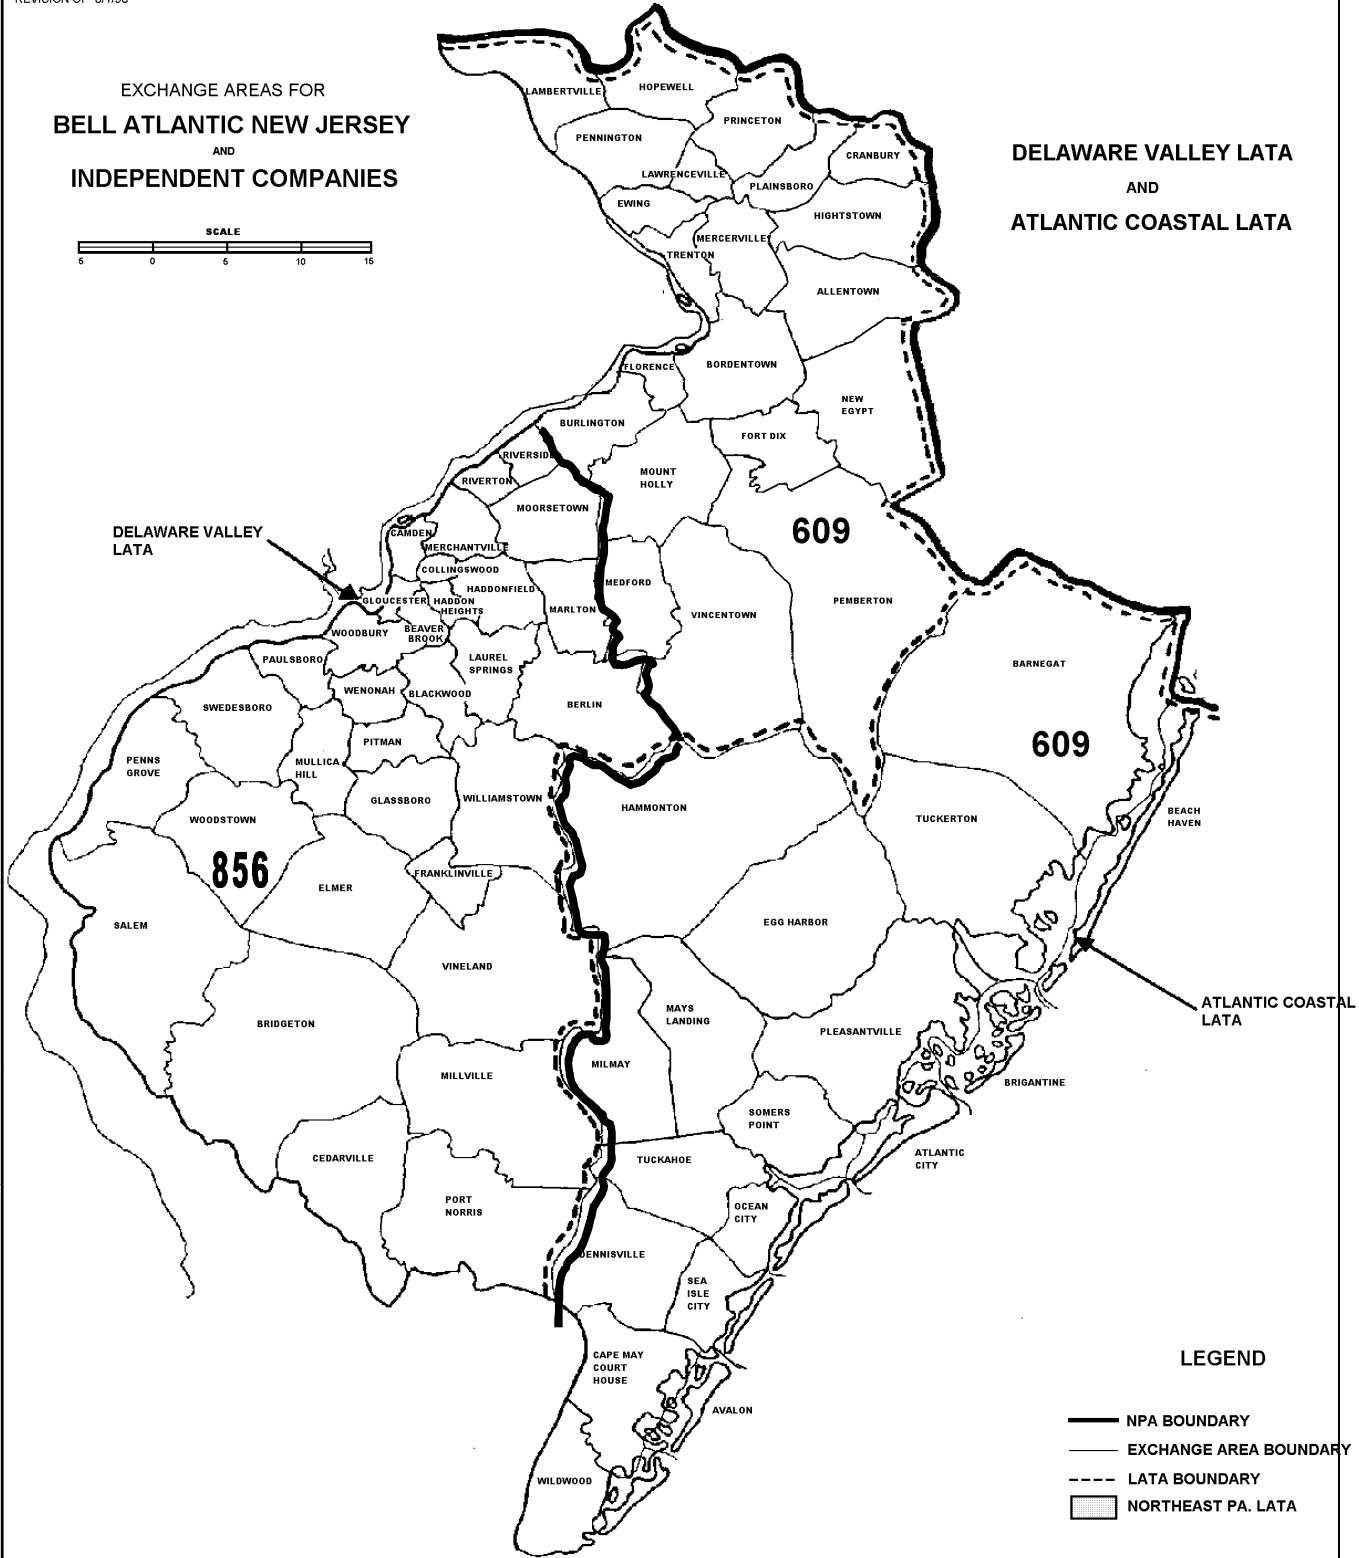 EXCHANGE AREAS FOR
BELL ATLANTIC NEW JERSEY
AND
INDEPENDENT COMPANIES
SCALE
5 0 5 10 15
DELAWARE VALLEY LATA
AND
ATLANTIC COASTAL LATA
LAMBERTVILLE
HOPEWELL
PRINCETON
PENNINGTON
CRANBURY
LAWRENCEVILLE
PLAINSBORO
EWING
HIGHTSTOWN
MERCERVILLE
TRENTON
ALLENTOWN
FLORENCE
BORDENTOWN
NEW
EGYPT
BURLINGTON
FORT DIX
RIVERSID
RIVERTON
MOUNT
HOLLY
MOORSETOWN
609
CAMDEN
DELAWARE VALLEY
LATA
MERCHANTVILLE
COLLINGSWOOD
HADDONFIELD
MEDFORD
GLOUCESTER
HADDON
HEIGHTS
MARLTON
VINCENTOWN
PEMBERTON
WOODBURY
BEAVER
BROOK
PAULSBORO
LAUREL
SPRINGS
BARNEGAT
WENONAH
BLACKWOOD
SWEDESBORO
BERLIN
609
PITMAN
PENNS
GROVE
MULLICA
HILL
GLASSBORO
WILLIAMSTOWN
HAMMONTON
WOODSTOWN
TUCKERTON
BEACH
HAVEN
856
FRANKLINVILLE
ELMER
SALEM
EGG HARBOR
VINELAND
ATLANTIC COASTAL
LATA
BRIDGETON
MAYS
LANDING
PLEASANTVILLE
MILMAY
MILLVILLE
BRIGANTINE
SOMERS
POINT
CEDARVILLE
TUCKAHOE
ATLANTIC
CITY
PORT
NORRIS
OCEAN
CITY
DENNISVILLE
SEA
ISLE
CITY
CAPE MAY
COURT
HOUSE
AVALON
WILDWOOD
LEGEND
NPA BOUNDARY
EXCHANGE AREA BOUNDARY
LATA BOUNDARY
NORTHEAST PA. LATA